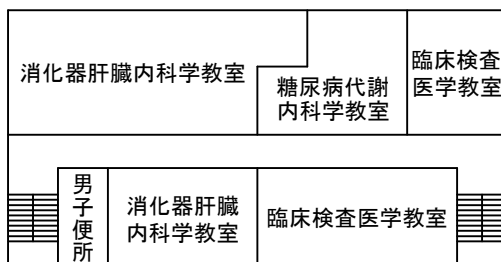 消化器肝臓内科学教室
糖尿病代謝
内科学教室
臨床検査
医学教室
男子便所
消化器肝臓
内科学教室
臨床検査医学教室